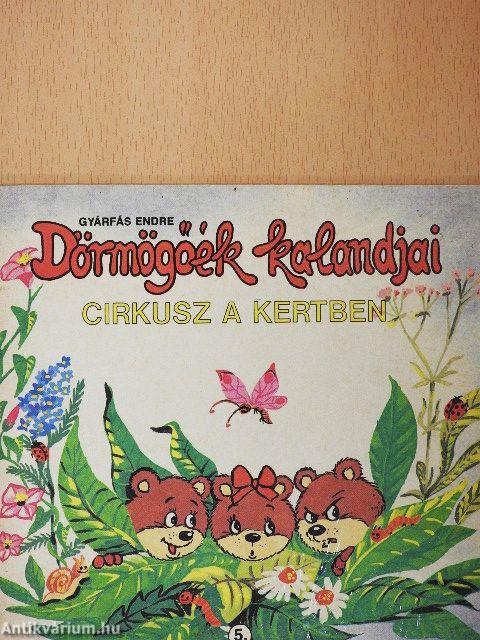 GYÁRFÁS ENDRE
Dörmögőék kalandjai
CIRKUSZ A KERTBEN
5.
Antikvarium.hu